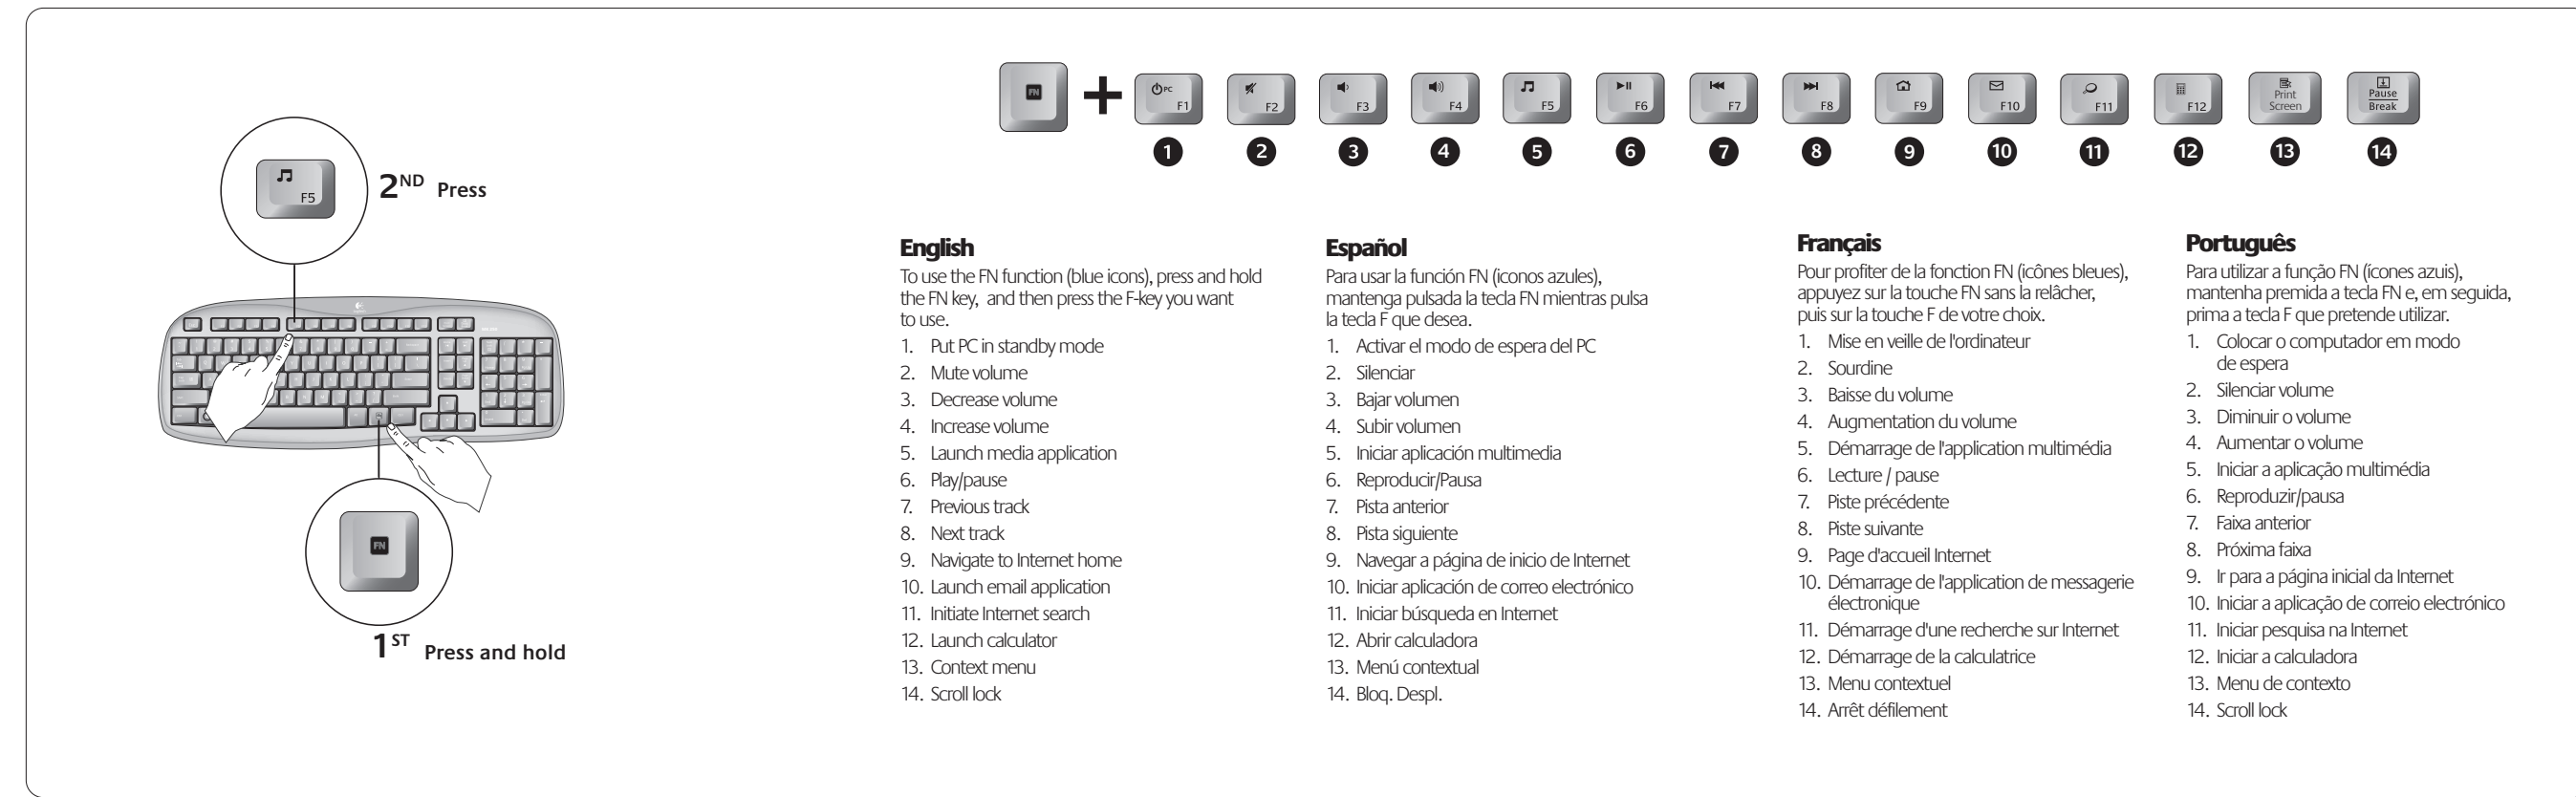 FN
PC
F1
F2
F3
F4
F5
F6
F7
F8
F9
F10
F11
F12
Print
Screen
Pause
Break
1
2
3
4
5
6
7
8
9
10
11
12
13
14
F5
2ND Press
FN
1ST Press and hold
English
To use the FN function (blue icons), press and hold
the FN key, and then press the F-key you want
to use.
1. Put PC in standby mode
2. Mute volume
3. Decrease volume
4. Increase volume
5. Launch media application
6. Play/pause
7. Previous track
8. Next track
9. Navigate to Internet home
10. Launch email application
11. Initiate Internet search
12. Launch calculator
13. Context menu
14. Scroll lock
Español
Para usar la función FN (iconos azules),
mantenga pulsada la tecla FN mientras pulsa
la tecla F que desea.
1. Activar el modo de espera del PC
2. Silenciar
3. Bajar volumen
4. Subir volumen
5. Iniciar aplicación multimedia
6. Reproducir/Pausa
7. Pista anterior
8. Pista siguiente
9. Navegar a página de inicio de Internet
10. Iniciar aplicación de correo electrónico
11. Iniciar búsqueda en Internet
12. Abrir calculadora
13. Menú contextual
14. Bloq. Despl.
Français
Pour profiter de la fonction FN (icônes bleues),
appuyez sur la touche FN sans la relâcher,
puis sur la touche F de votre choix.
1. Mise en veille de l'ordinateur
2. Sourdine
3. Baisse du volume
4. Augmentation du volume
5. Démarrage de l'application multimédia
6. Lecture / pause
7. Piste précédente
8. Piste suivante
9. Page d'accueil Internet
10. Démarrage de l'application de messagerie
électronique
11. Démarrage d'une recherche sur Internet
12. Démarrage de la calculatrice
13. Menu contextuel
14. Arrêt défilement
Português
Para utilizar a função FN (ícones azuis),
mantenha premida a tecla FN e, em seguida,
prima a tecla F que pretende utilizar.
1. Colocar o computador em modo
de espera
2. Silenciar volume
3. Diminuir o volume
4. Aumentar o volume
5. Iniciar a aplicação multimédia
6. Reproduzir/pausa
7. Faixa anterior
8. Próxima faixa
9. Ir para a página inicial da Internet
10. Iniciar a aplicação de correio electrónico
11. Iniciar pesquisa na Internet
12. Iniciar a calculadora
13. Menu de contexto
14. Scroll lock